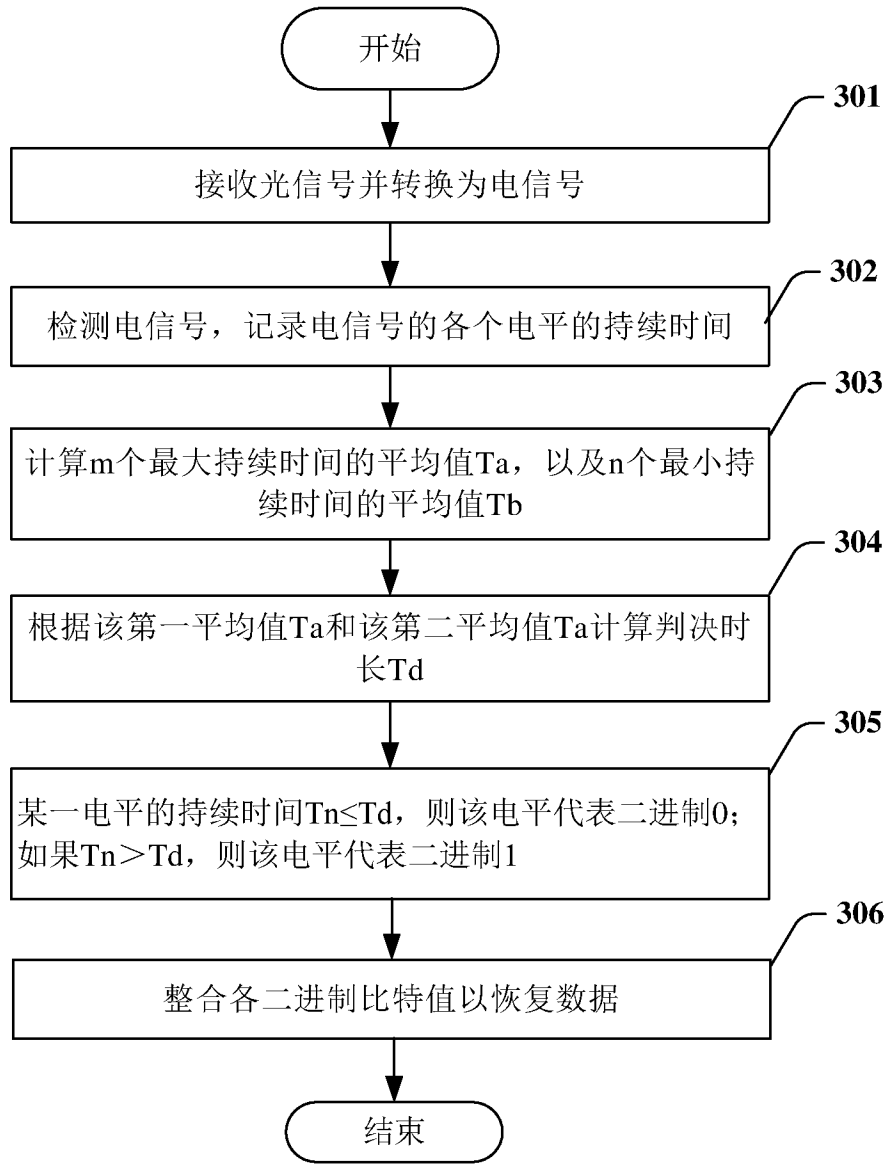 开始
301
接收光信号并转换为电信号
302
检测电信号，记录电信号的各个电平的持续时间
303
计算m个最大持续时间的平均值Ta，以及n个最小持
续时间的平均值Tb
304
根据该第一平均值Ta和该第二平均值Ta计算判决时
长Td
305
某一电平的持续时间Tn≤Td，则该电平代表二进制0；
如果Tn＞Td，则该电平代表二进制1
306
整合各二进制比特值以恢复数据
结束